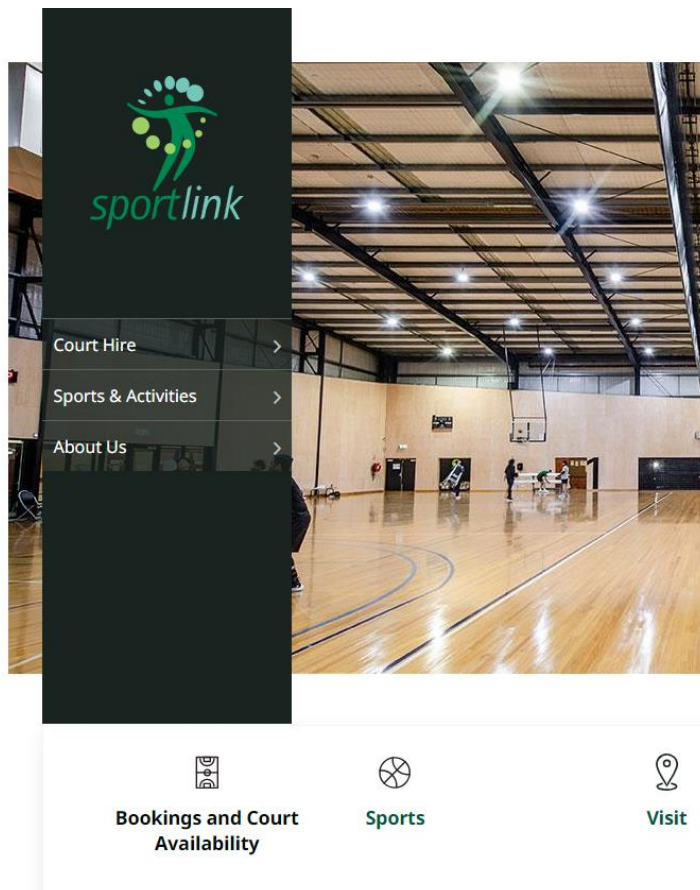 sportlink
Court Hire
Sports & Activities
About Us
Bookings and Court
Availability
Sports
Visit